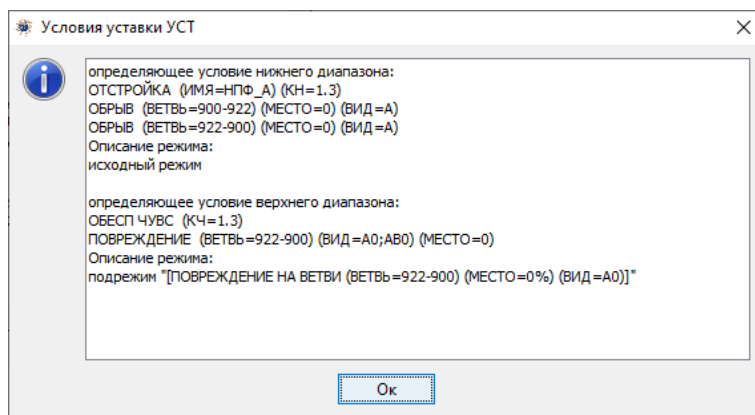 Условия уставки УСТ
определяющее условие нижнего диапазона:
ОТСТРОЙКА (ИМЯ=НПФ_А) (КН=1.3)
ОБРЫВ (ВЕТВЬ=900-922) (МЕСТО=0) (ВИД=А)
ОБРЫВ (ВЕТВЬ=922-900) (МЕСТО=0) (ВИД=А)
Описание режима:
исходный режим
определяющее условие верхнего диапазона:
ОБЕСП ЧУВС (КЧ=1.3)
ПОВРЕЖДЕНИЕ (ВЕТВЬ=922-900) (ВИД=А0;АВ0) (МЕСТО=0)
Описание режима:
подрежим "[ПОВРЕЖДЕНИЕ НА ВЕТВИ (ВЕТВЬ=922-900) (МЕСТО=0%) (ВИД=А0)]"
Ок